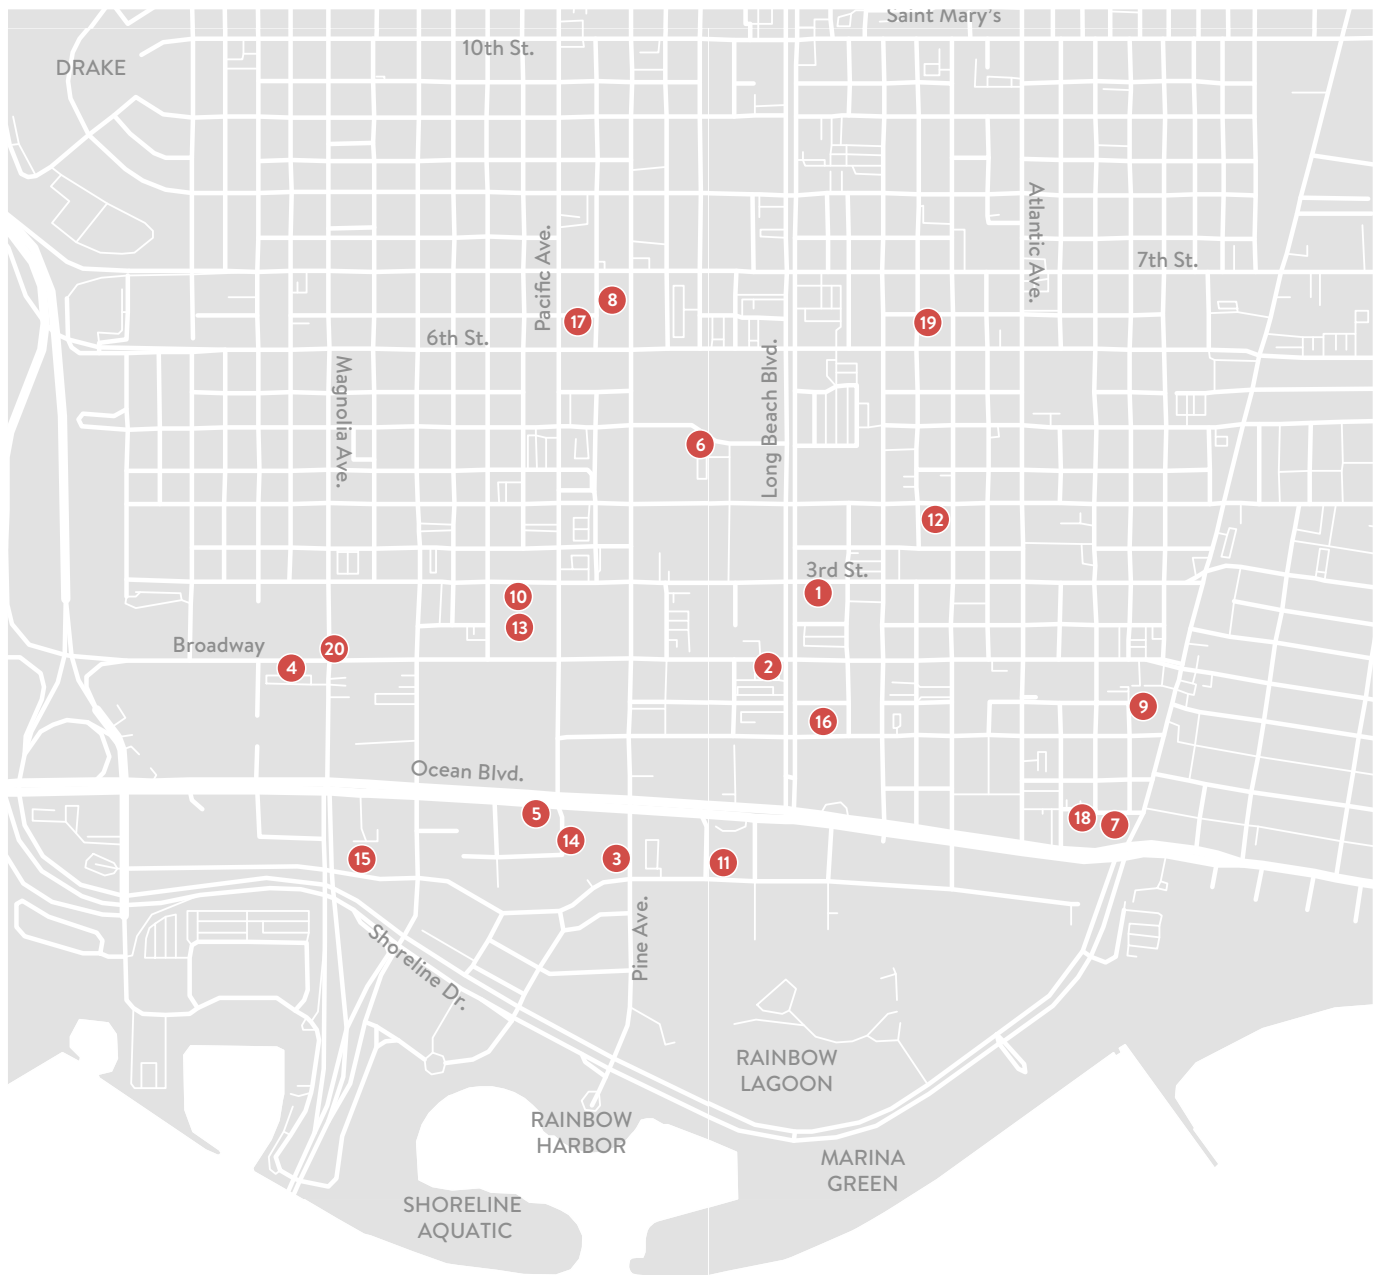 Saint Mary's
10th St.
DRAKE
Atlantic Ave.
Pacific Ave.
7th St.
8
17
19
6th St.
Long Beach Blvd.
Magnolia Ave.
6
12
3rd St.
10
1
13
Broadway
20
4
2
9
16
Ocean Blvd.
5
18
7
14
15
3
11
Pine Ave.
Shoreline Dr.
RAINBOW
LAGOON
RAINBOW
HARBOR
MARINA
GREEN
SHORELINE
AQUATIC